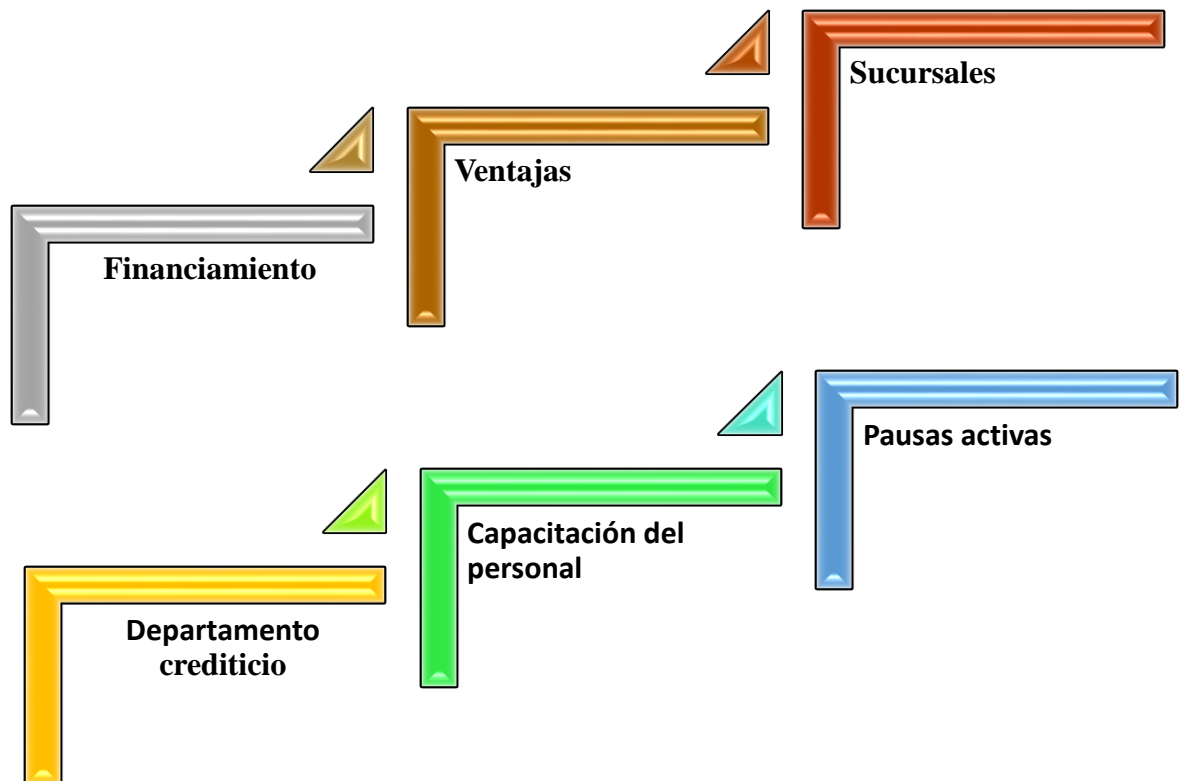 Sucursales
Ventajas
Financiamiento
Pausas activas
Capacitación del
personal
Departamento
crediticio